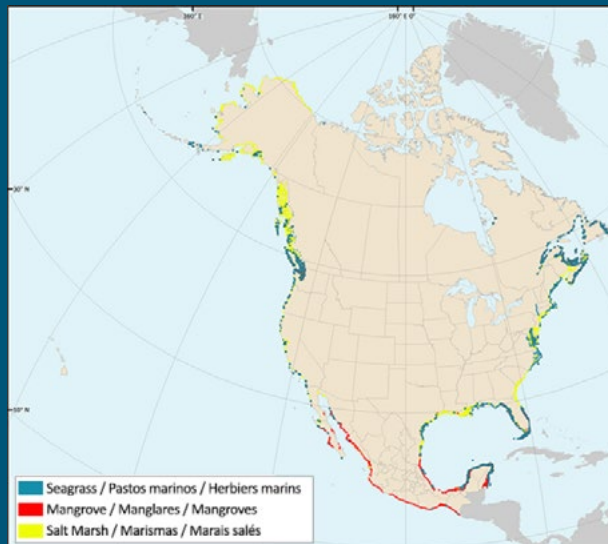 Seagrass / Pastos marinos / Herbiers marins
Mangrove / Manglares / Mangroves
Salt Marsh / Marismas / Marais salés